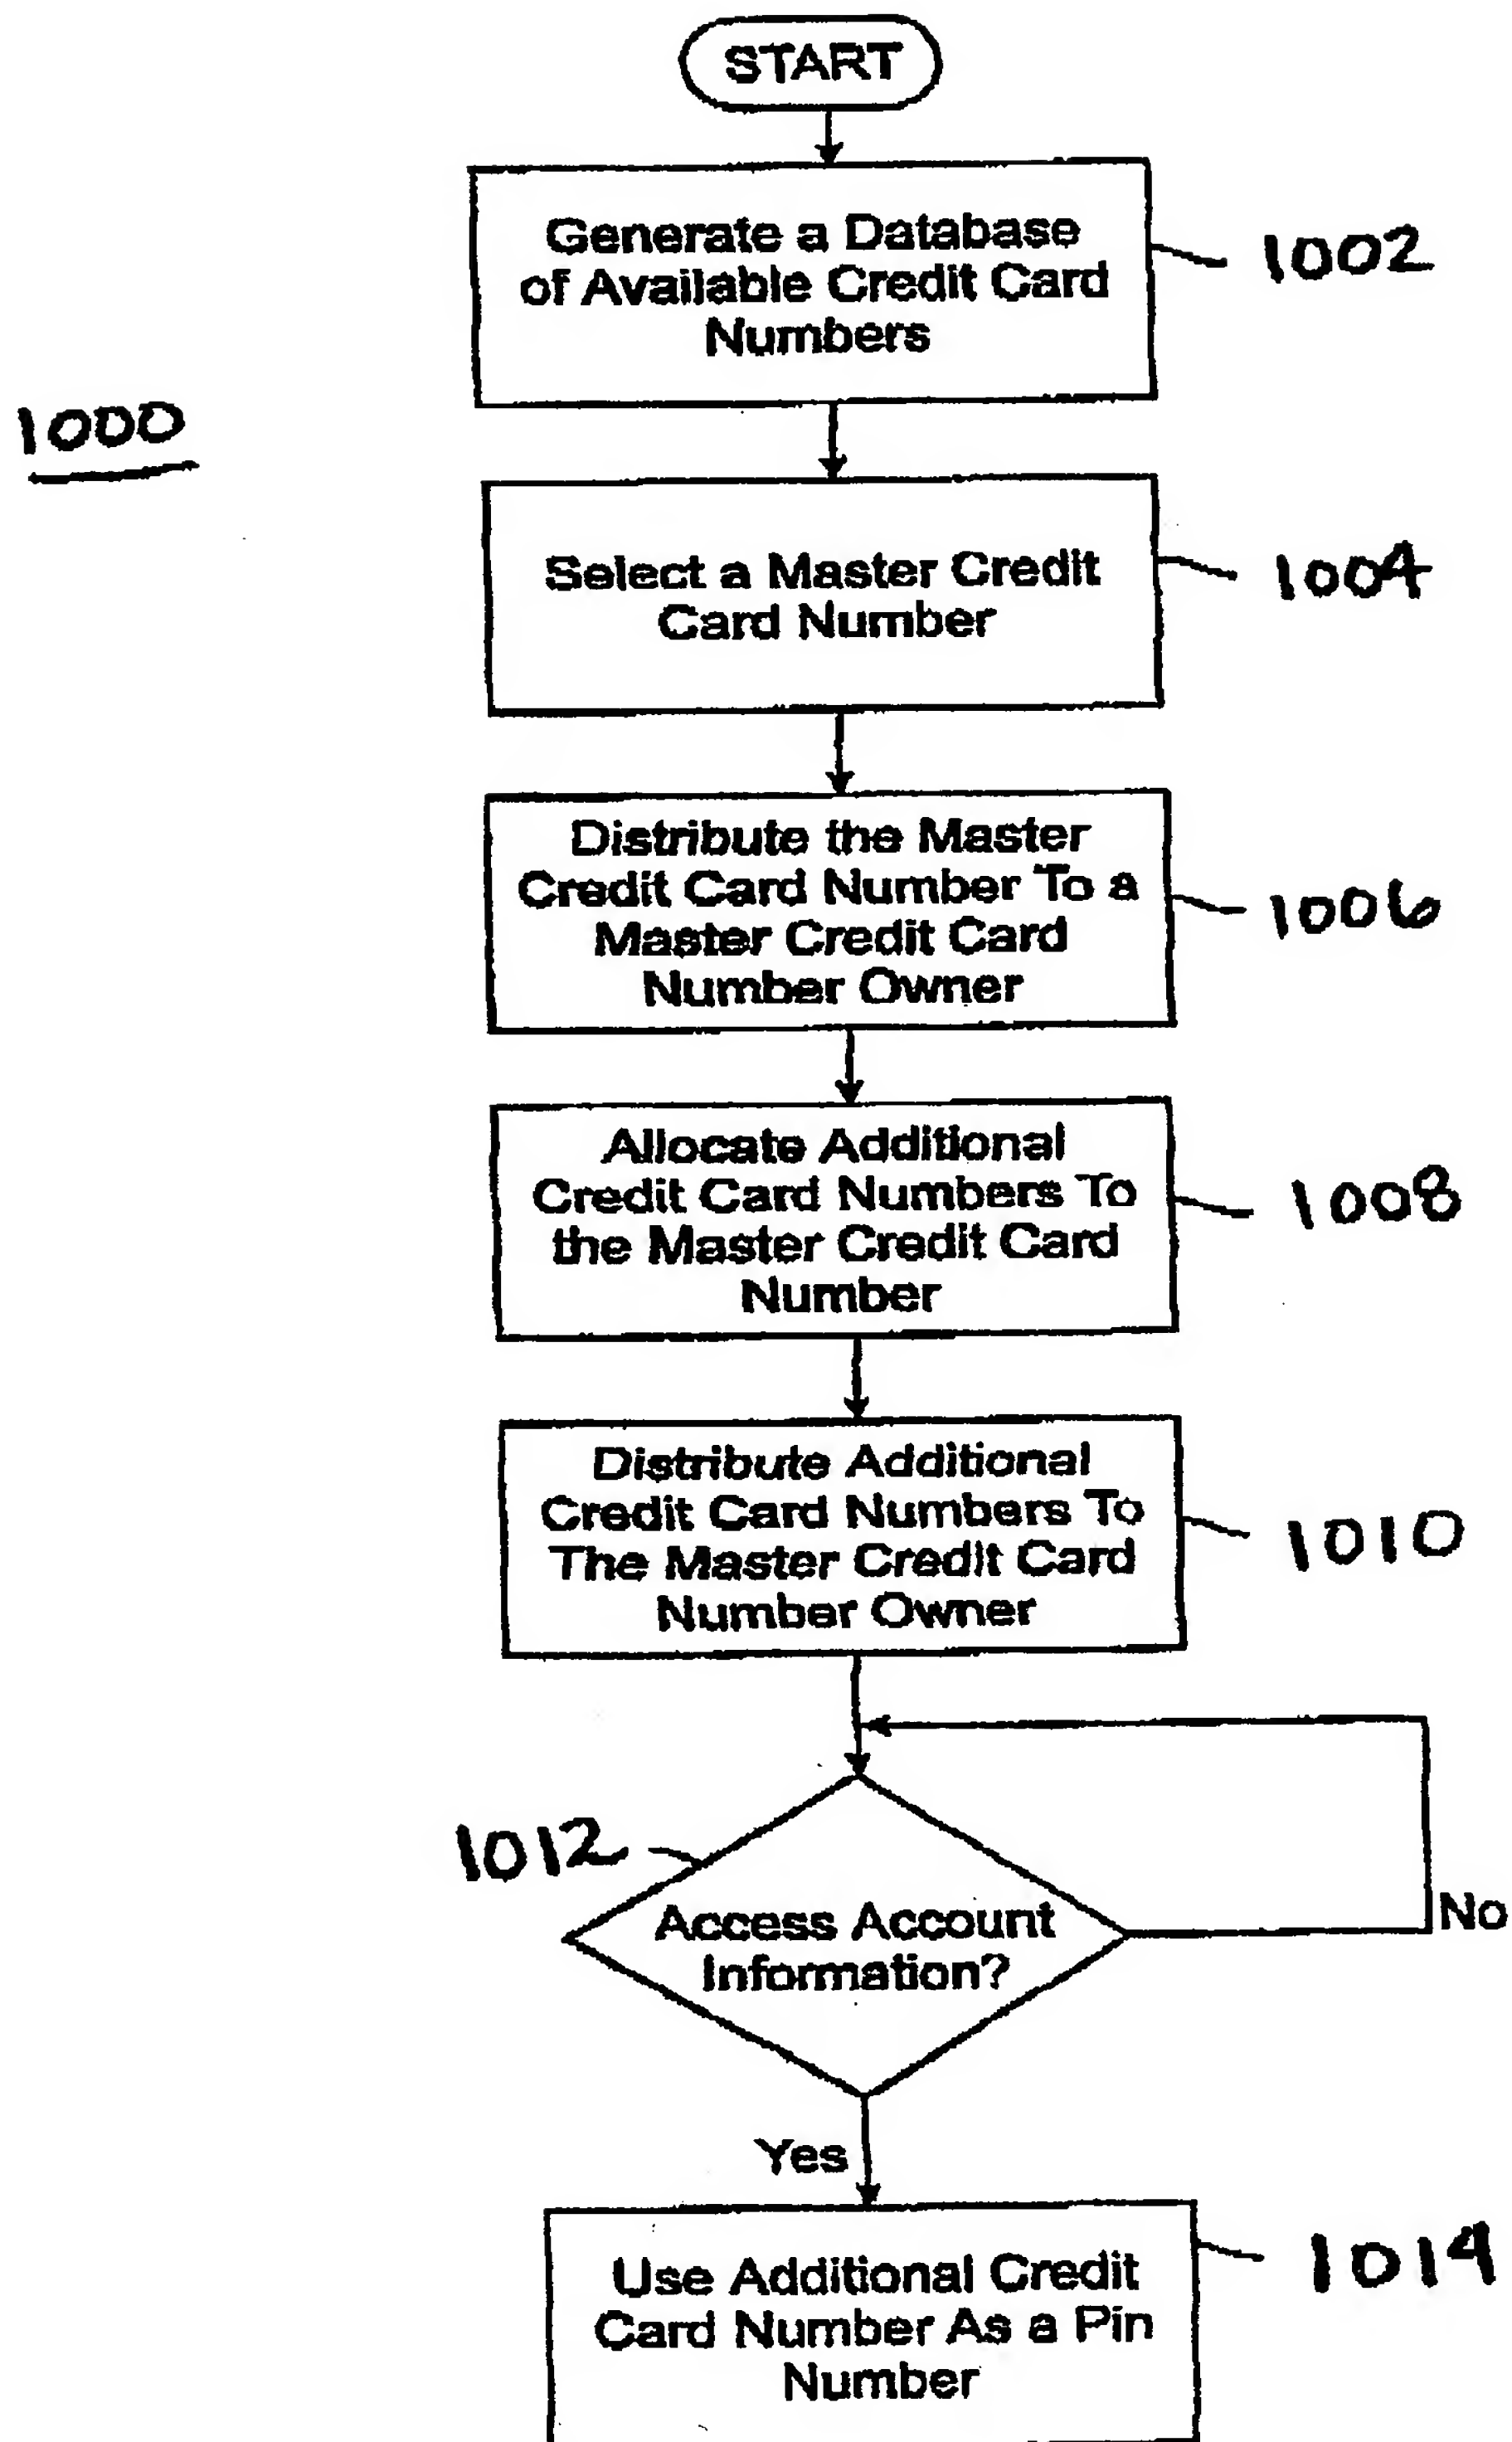 START
Generate a Database
of Available Credit Card
Numbers
1002
1000
Select a Master Credit
Card Number
1004
Distribute the Master
Credit Card Number To a
Master Credit Card
Number Owner
1006
Allocate Additional
Credit Card Numbers To
the Master Credit Card
Number
1008
Distribute Additional
Credit Card Numbers To
The Master Credit Card
Number Owner
1010
1012
Access Account
Information?
No
Yes
Use Additional Credit
Card Number As a Pin
Number
1014